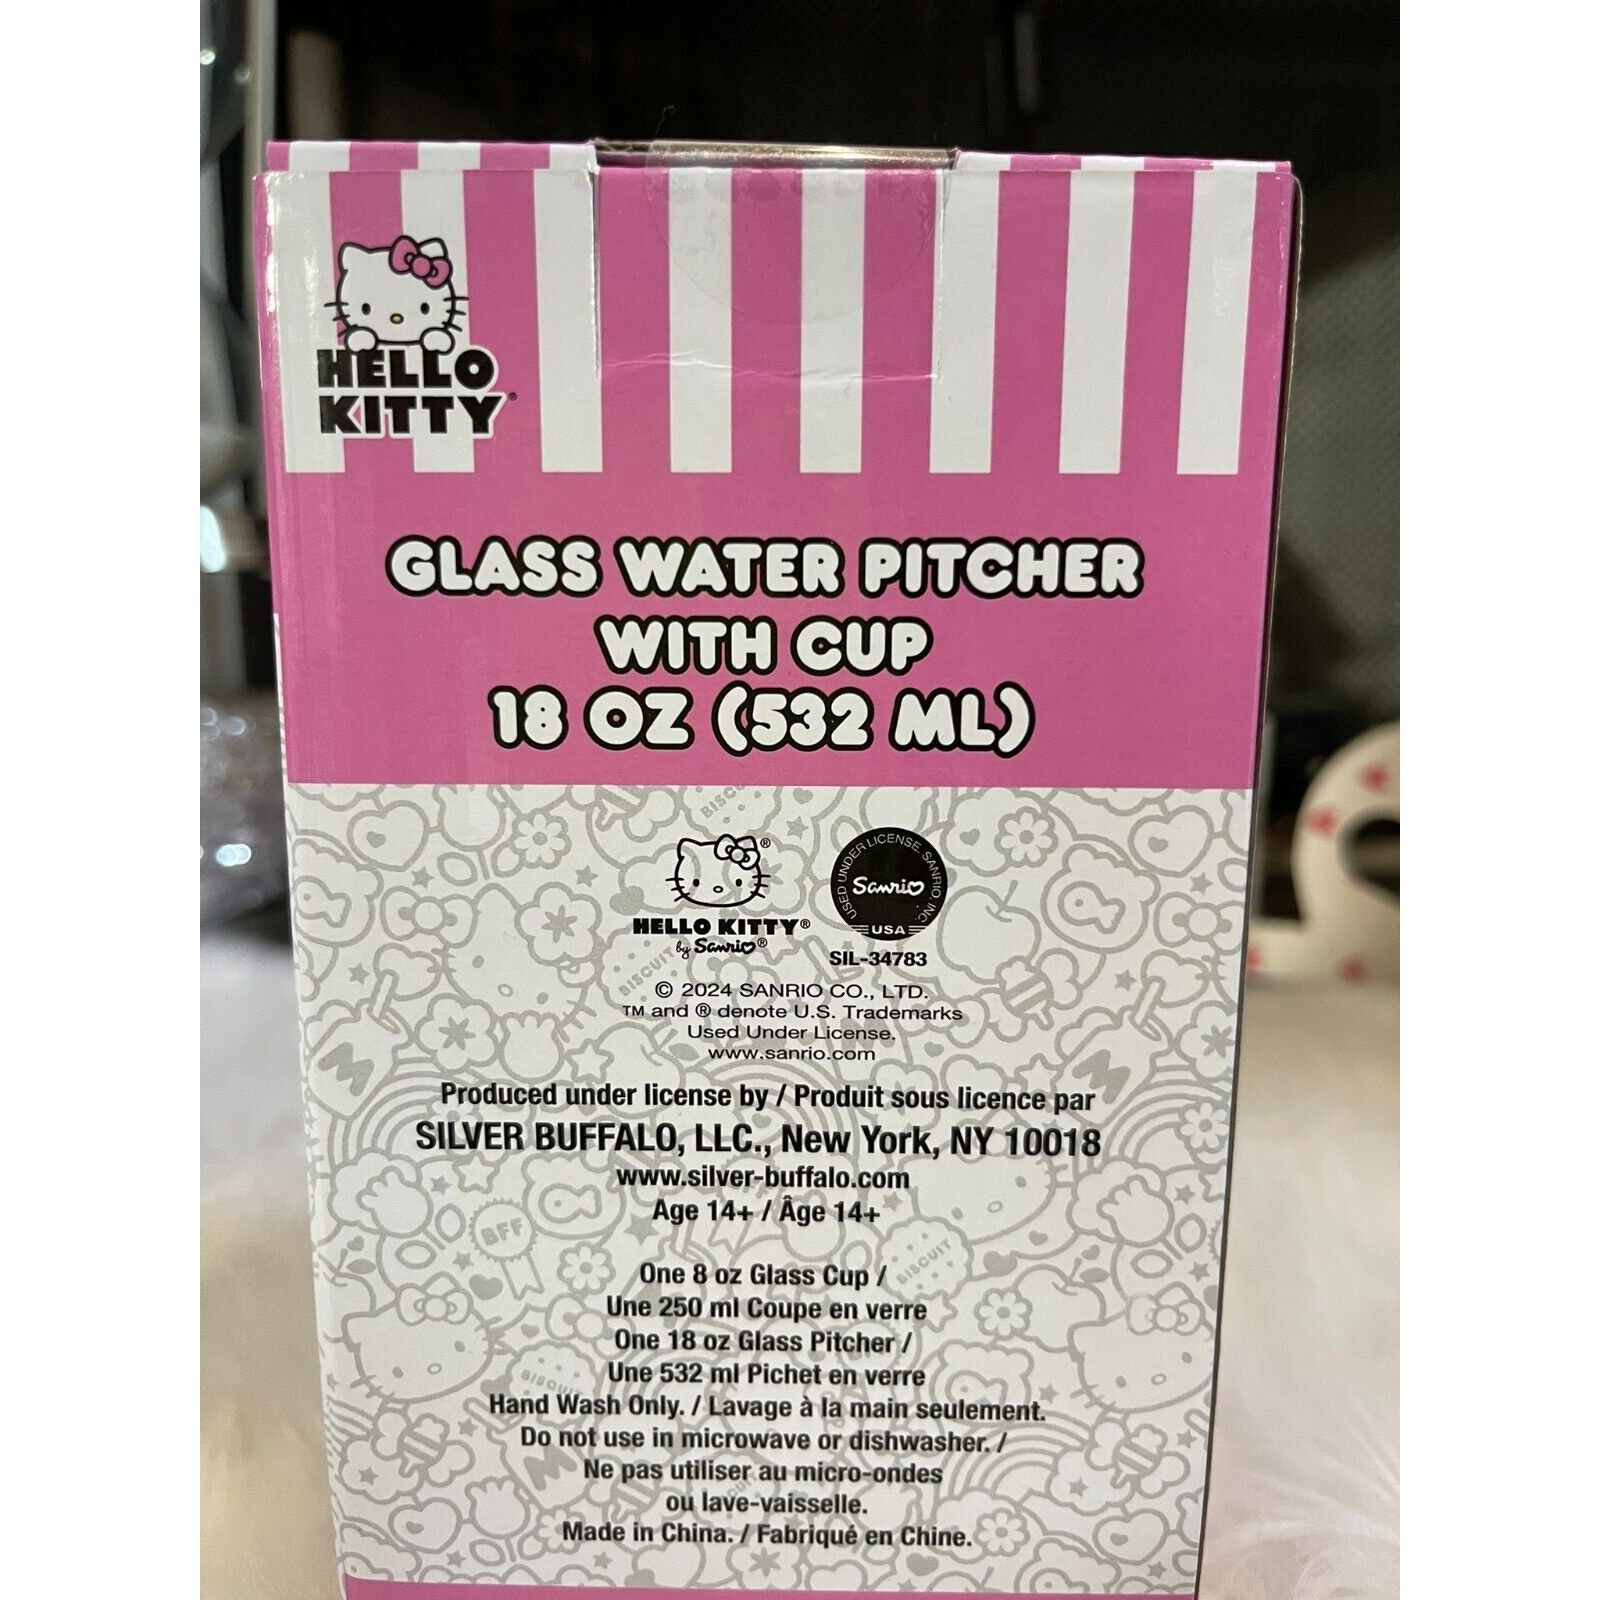 HELLO
KITTY®
GLASS WATER PITCHER
WITH CUP
18 OZ (532 ML)
BISCUIT
HELLO KITTY®
by Sanrio®
USED UNDER LICENSE, SANRIO, INC.
Sanrio
USA
SIL-34783
BISCUIT
© 2024 SANRIO CO., LTD.
TM and ® denote U.S. Trademarks
Used Under License.
www.sanrio.com
Produced under license by / Produit sous licence par
SILVER BUFFALO, LLC., New York, NY 10018
www.silver-buffalo.com
Age 14+ / Âge 14+
BFF
BISCUIT
One 8 oz Glass Cup /
Une 250 ml Coupe en verre
One 18 oz Glass Pitcher /
Une 532 ml Pichet en verre
Hand Wash Only. / Lavage à la main seulement.
Do not use in microwave or dishwasher. /
Ne pas utiliser au micro-ondes
ou lave-vaisselle.
Made in China. / Fabriqué en Chine.